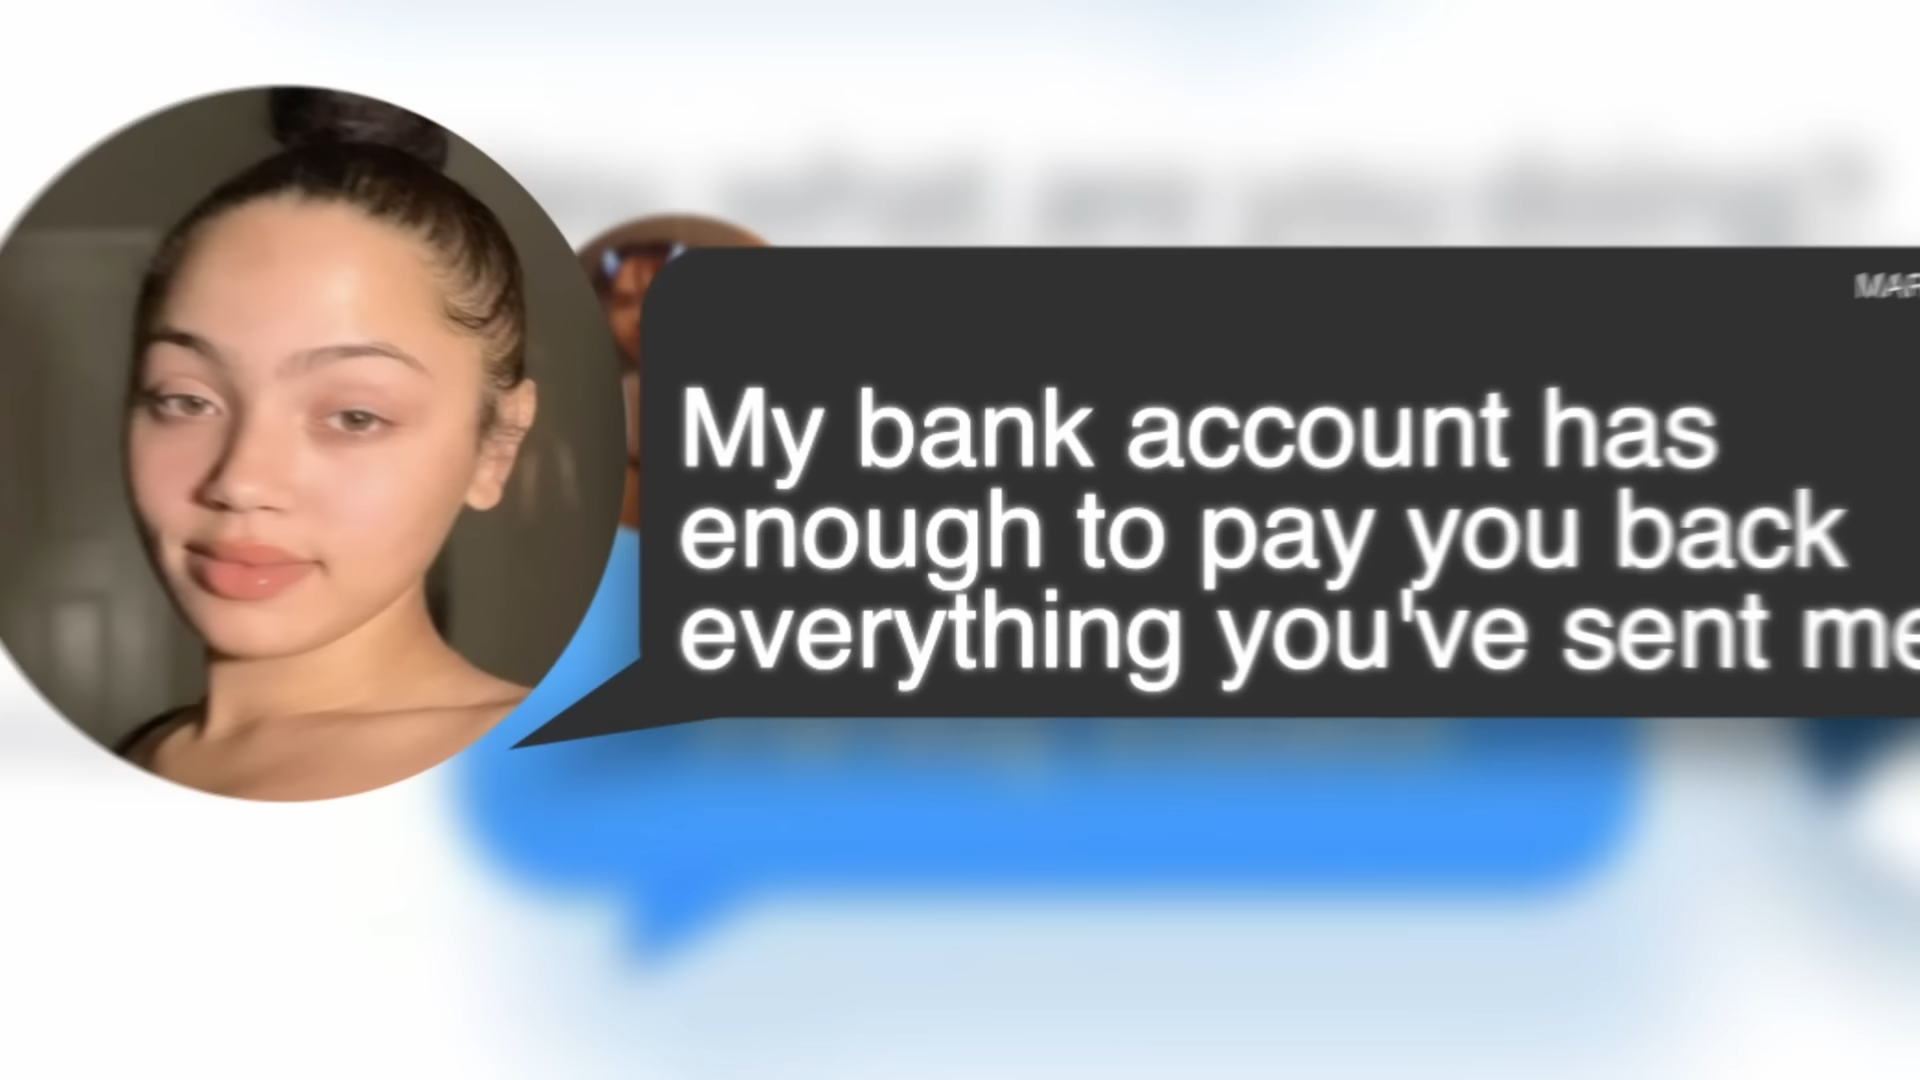 My bank account has
enough to pay you back
everything you've sent me